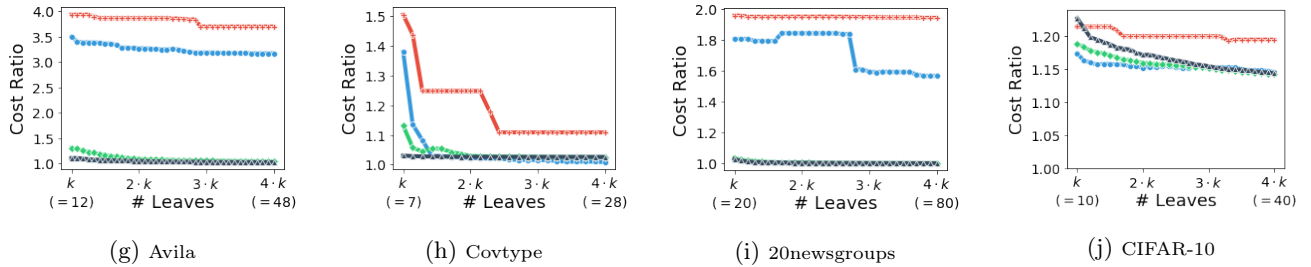 4.0
3.5
3.0
2.5
2.0
1.5
1.0
Cost Ratio
k
2 · k
3 · k
4 · k
(= 12)
# Leaves
(= 48)
(g) Avila
1.5
1.4
1.3
1.2
1.1
1.0
Cost Ratio
k
2 · k
3 · k
4 · k
(= 7)
# Leaves
(= 28)
(h) Covtype
2.0
1.8
1.6
1.4
1.2
1.0
Cost Ratio
k
2 · k
3 · k
4 · k
(= 20)
# Leaves
(= 80)
(i) 20newsgroups
1.20
1.15
1.10
1.05
1.00
Cost Ratio
k
2 · k
3 · k
4 · k
(= 10)
# Leaves
(= 40)
(j) CIFAR-10